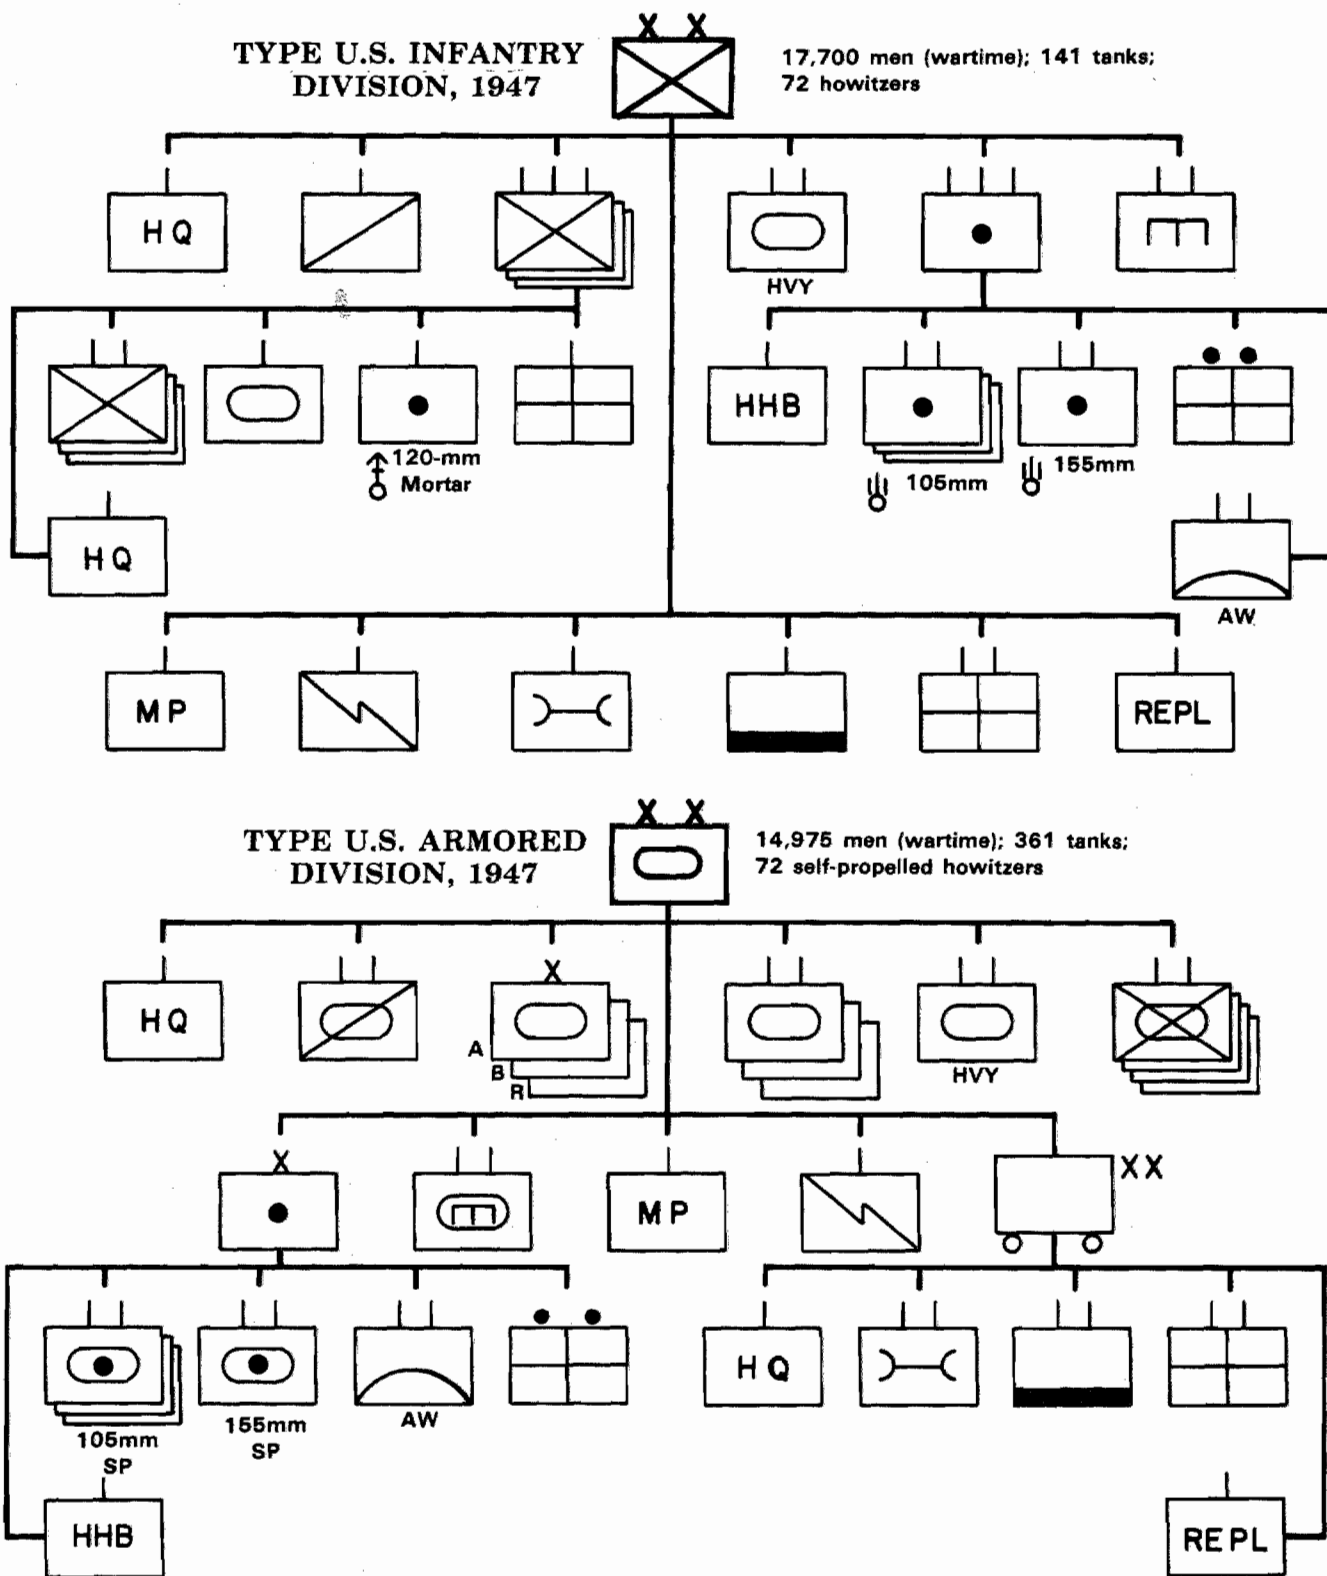 X X
TYPE U.S. INFANTRY
DIVISION, 1947
17,700 men (wartime); 141 tanks;
72 howitzers
HQ
HVY
120-mm
Mortar
HHB
105mm
155mm
HQ
AW
MP
REPL
X X
TYPE U.S. ARMORED
DIVISION, 1947
14,975 men (wartime); 361 tanks;
72 self-propelled howitzers
HQ
X
A
B
R
HVY
X
MP
XX
105mm
SP
155mm
SP
AW
HQ
HHB
REPL